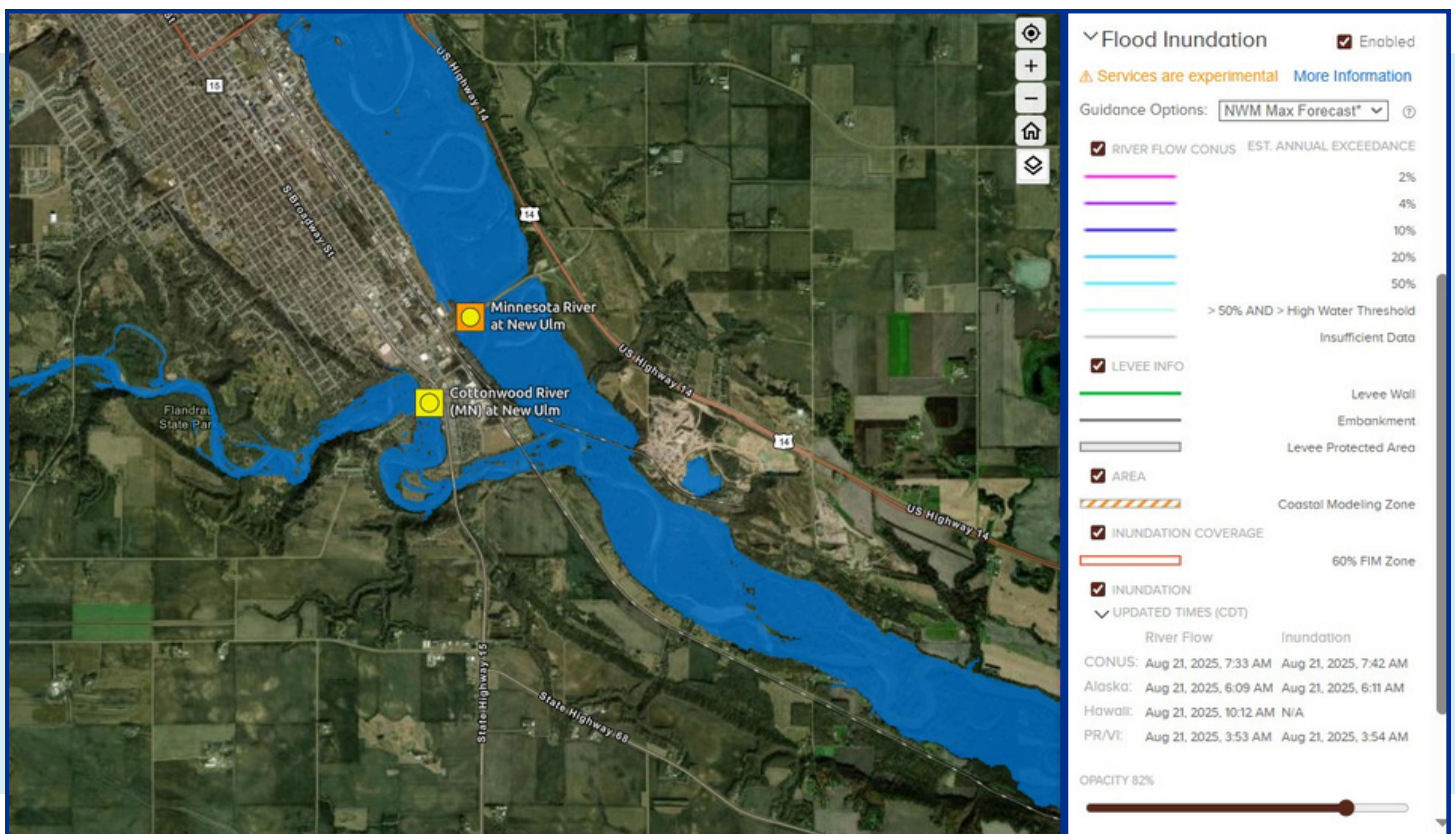 St
15
US Highway 14
S Broadway St
14
Minnesota River
at New Ulm
US Highway 14
Cottonwood River
(MN) at New Ulm
Flandrau
State Park
14
US Highway 14
State Highway 15
State Highway 68
Flood Inundation
Enabled
Services are experimental More Information
Guidance Options: NWM Max Forecast*
RIVER FLOW CONUS EST. ANNUAL EXCEEDANCE
2%
4%
10%
20%
50%
> 50% AND > High Water Threshold
Insufficient Data
LEVEE INFO
Levee Wall
Embankment
Levee Protected Area
AREA
Coastal Modeling Zone
INUNDATION COVERAGE
60% FIM Zone
INUNDATION
UPDATED TIMES (CDT)
River Flow Inundation
CONUS: Aug 21, 2025, 7:33 AM Aug 21, 2025, 7:42 AM
Alaska: Aug 21, 2025, 6:09 AM Aug 21, 2025, 6:11 AM
Hawaii: Aug 21, 2025, 10:12 AM N/A
PR/VI: Aug 21, 2025, 3:53 AM Aug 21, 2025, 3:54 AM
OPACITY 82%